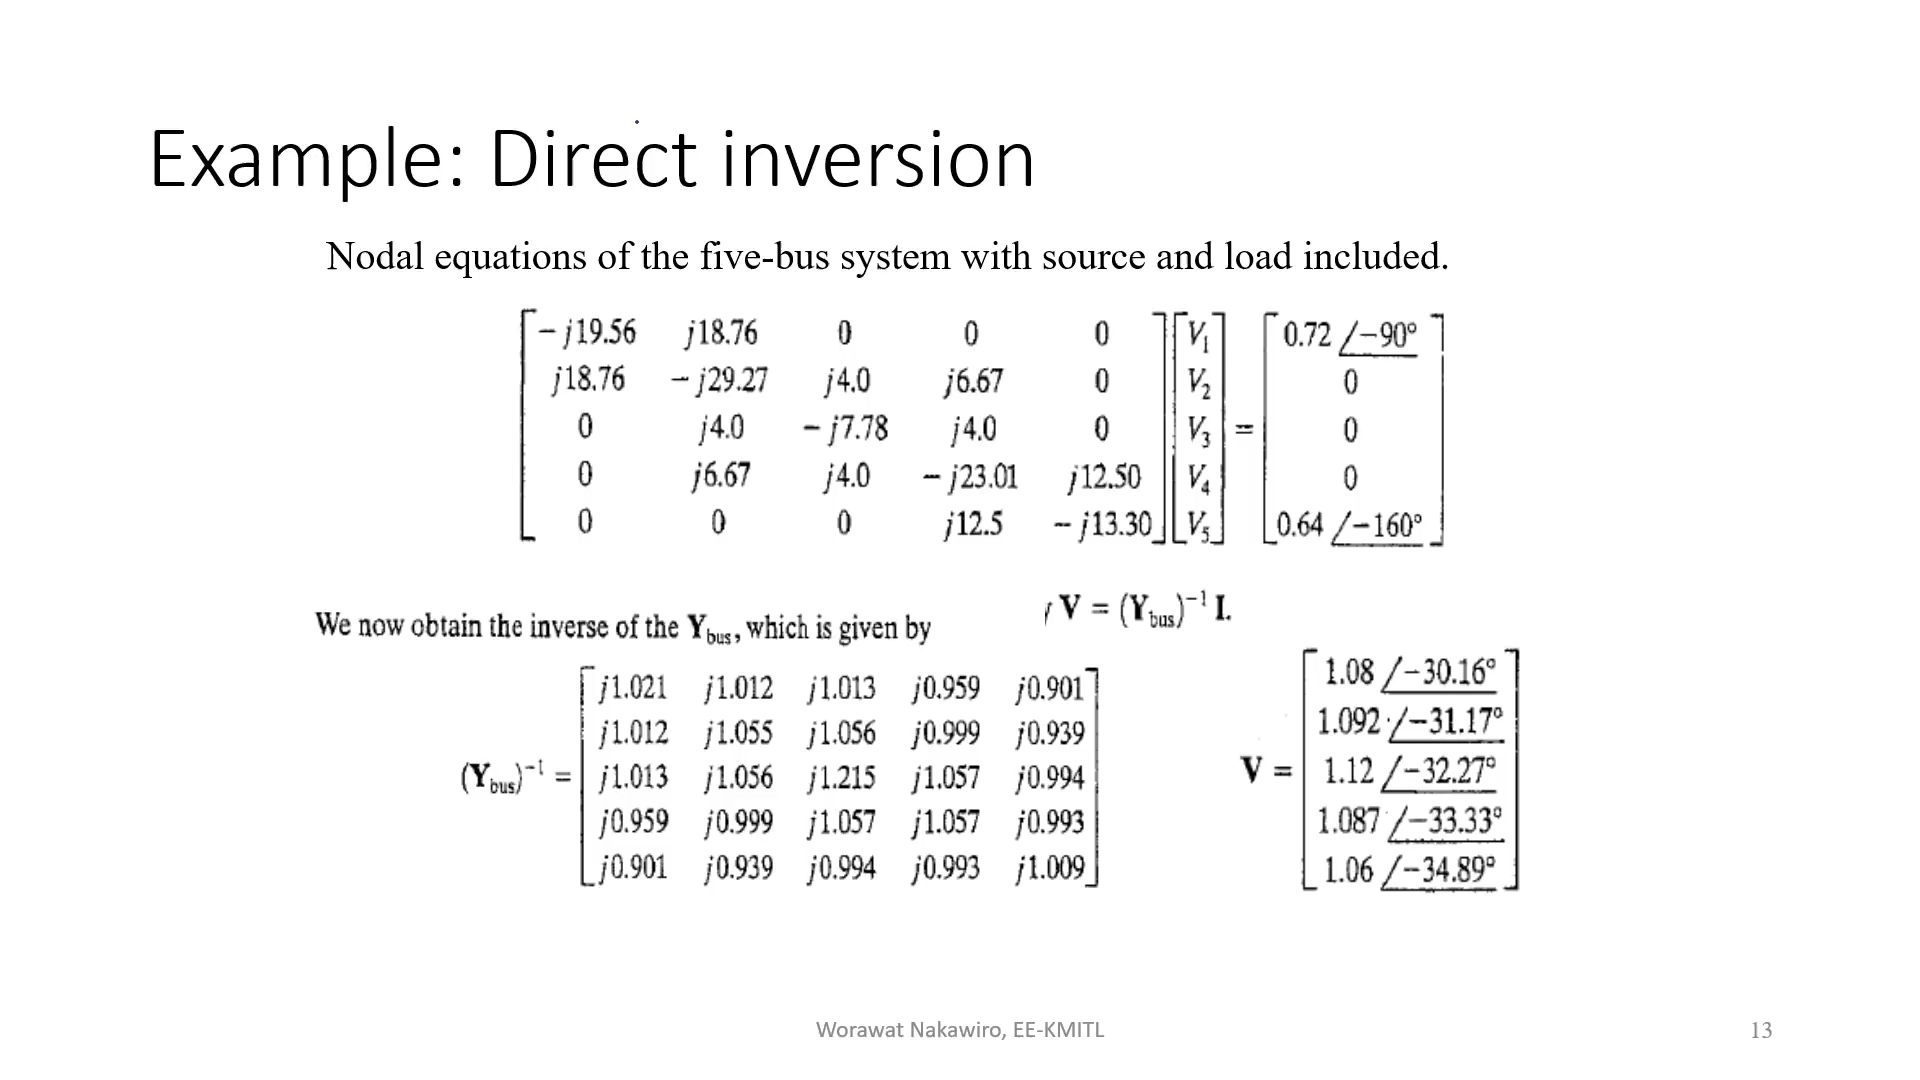 Example: Direct inversion
Nodal equations of the five-bus system with source and load included.
− j19.56 j18.76 0 0 0 V₁ 0.72 /−90°
j18.76 − j29.27 j4.0 j6.67 0 V₂ 0
0 j4.0 − j7.78 j4.0 0 V₃ = 0
0 j6.67 j4.0 − j23.01 j12.50 V₄ 0
0 0 0 j12.5 − j13.30 V₅ 0.64 /−160°
V = (Ybus)⁻¹ I.
We now obtain the inverse of the Ybus, which is given by
j1.021 j1.012 j1.013 j0.959 j0.901
j1.012 j1.055 j1.056 j0.999 j0.939
(Ybus)⁻¹ = j1.013 j1.056 j1.215 j1.057 j0.994
j0.959 j0.999 j1.057 j1.057 j0.993
j0.901 j0.939 j0.994 j0.993 j1.009
1.08 /−30.16°
1.092 /−31.17°
V = 1.12 /−32.27°
1.087 /−33.33°
1.06 /−34.89°
Worawat Nakawiro, EE-KMITL
13